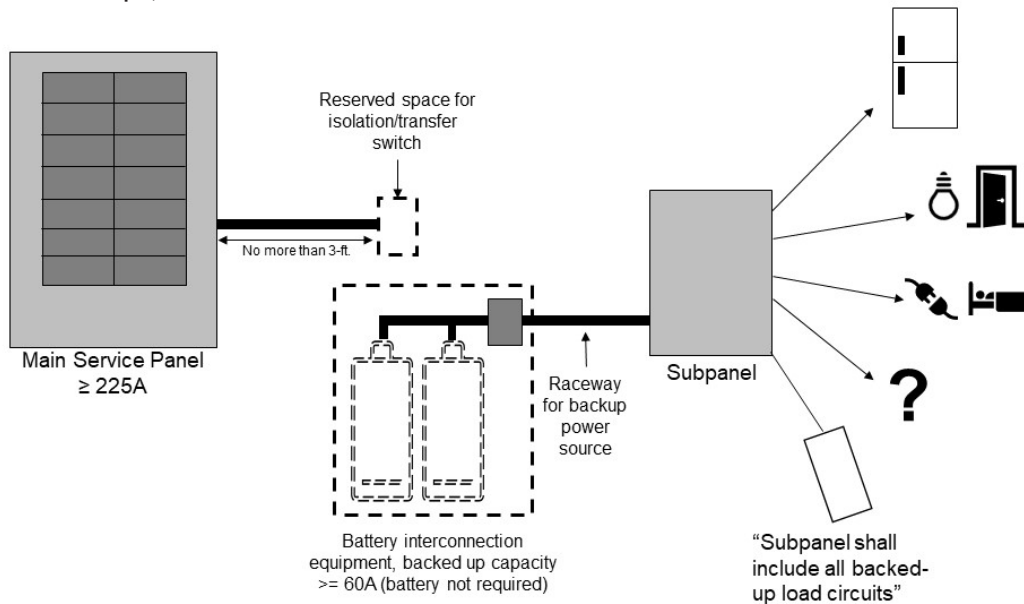 Reserved space for
isolation/transfer
switch
No more than 3-ft.
Main Service Panel
≥ 225A
Subpanel
Raceway
for backup
power
source
?
Battery interconnection
equipment, backed up capacity
>= 60A (battery not required)
“Subpanel shall
include all backed-
up load circuits”